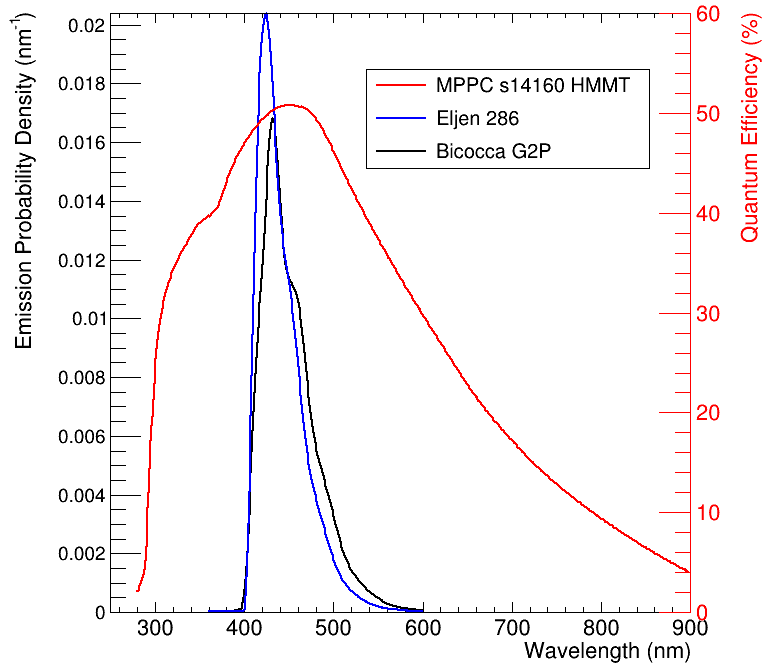 Emission Probability Density (nm⁻¹)
0.02
0.018
0.016
0.014
0.012
0.01
0.008
0.006
0.004
0.002
0
MPPC s14160 HMMT
Eljen 286
Bicocca G2P
60
50
40
30
20
10
0
Quantum Efficiency (%)
300 400 500 600 700 800 900
Wavelength (nm)